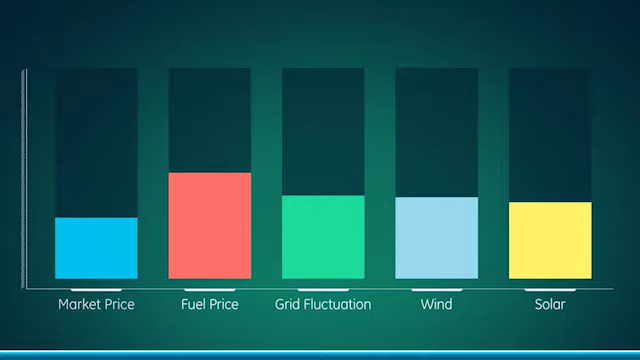 Market Price
Fuel Price
Grid Fluctuation
Wind
Solar